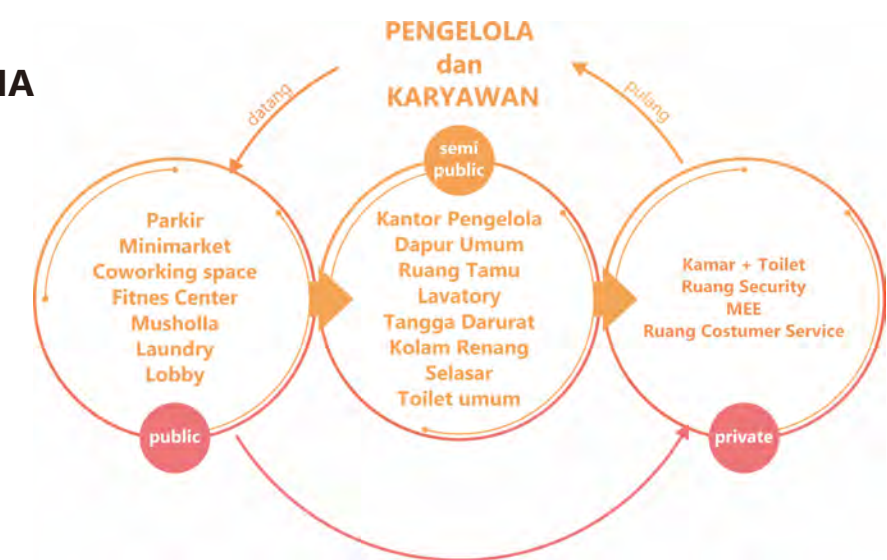 PENGELOLA
dan
KARYAWAN
IA
datang
pulang
Parkir
Minimarket
Coworking space
Fitnes Center
Musholla
Laundry
Lobby
public
semi
public
Kantor Pengelola
Dapur Umum
Ruang Tamu
Lavatory
Tangga Darurat
Kolam Renang
Selasar
Toilet umum
Kamar + Toilet
Ruang Security
MEE
Ruang Costumer Service
private